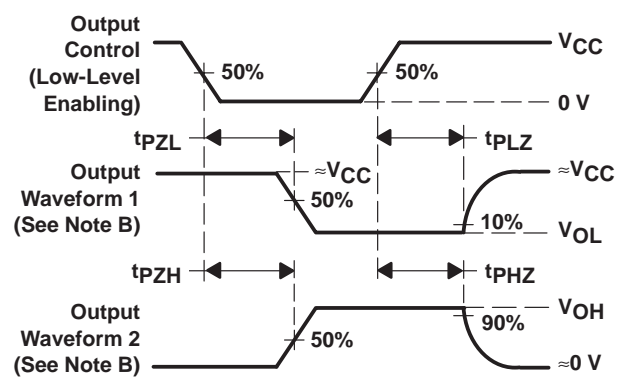 Output
Control
(Low-Level
Enabling)
50%
50%
VCC
0 V
tPZL
tPLZ
Output
Waveform 1
(See Note B)
≈VCC
50%
≈VCC
10%
VOL
tPZH
tPHZ
Output
Waveform 2
(See Note B)
50%
VOH
90%
≈0 V